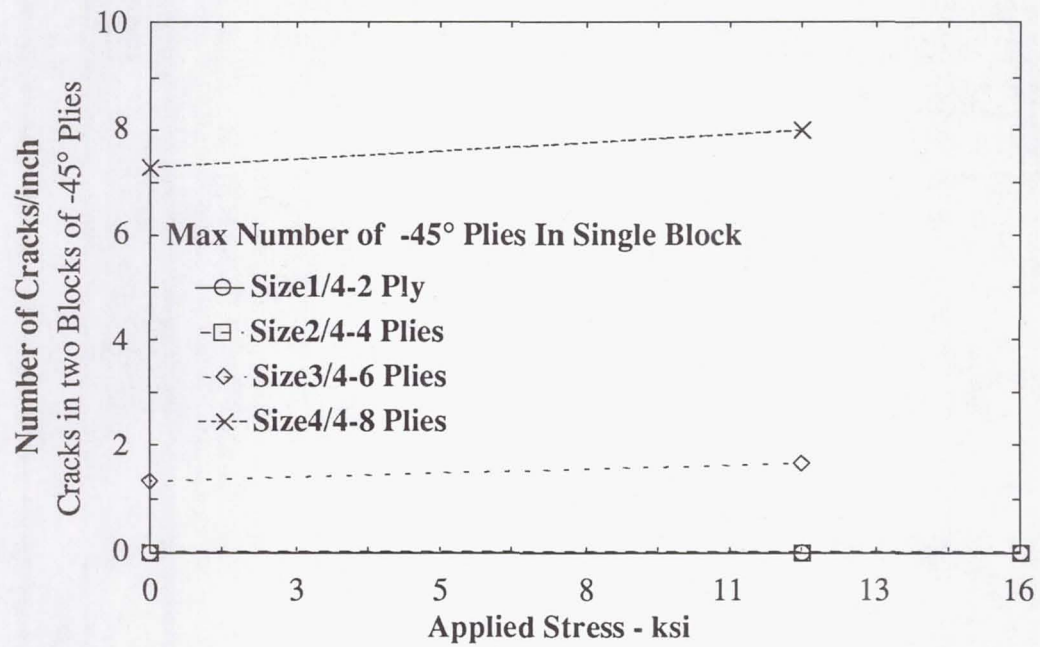 Number of Cracks/inch
Cracks in two Blocks of -45° Plies
10
8
6
4
2
0
Max Number of -45° Plies In Single Block
Size1/4-2 Ply
Size2/4-4 Plies
Size3/4-6 Plies
Size4/4-8 Plies
0 3 5 8 11 13 16
Applied Stress - ksi